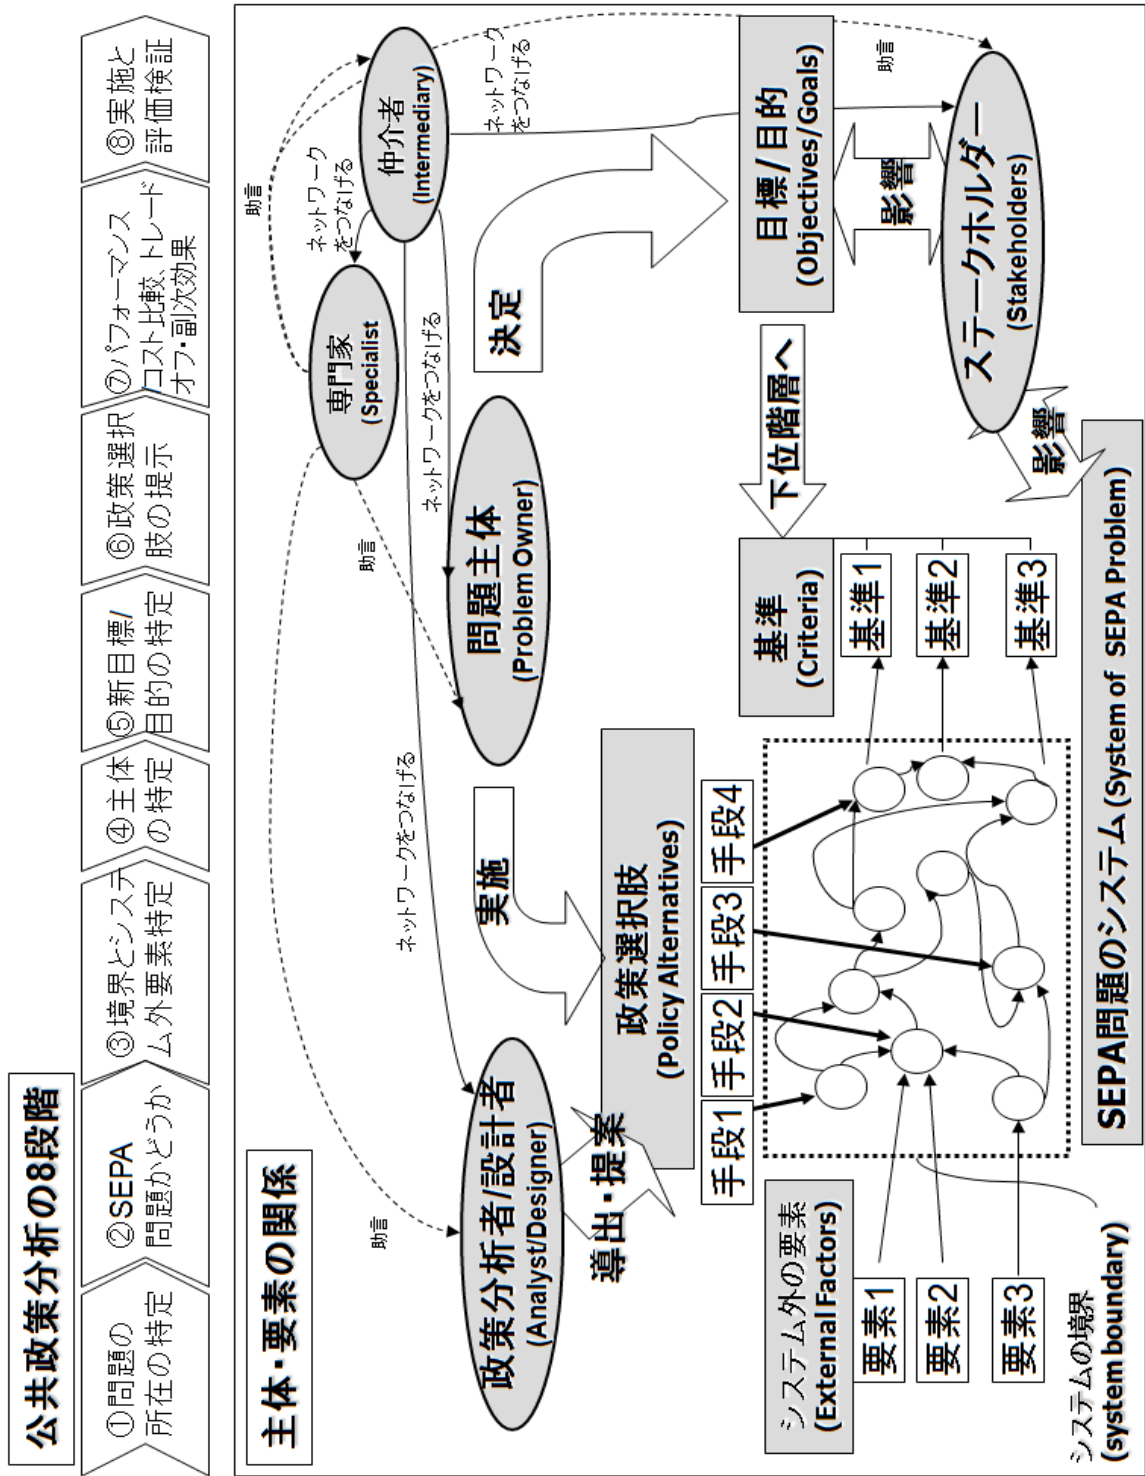 公共政策分析の8段階
①問題の
所在の特定
②SEPA
問題かどうか
③境界とシステ
ム外要素特定
④主体
の特定
⑤新目標/
目的の特定
⑥政策選択
肢の提示
⑦パフォーマンス
/コスト比較、トレード
オフ・副次効果
⑧実施と
評価検証
主体・要素の関係
助言
専門家
(Specialist)
助言
ネットワーク
をつなげる
仲介者
(Intermediary)
助言
ネットワークをつなげる
ネットワークをつなげる
ネットワーク
をつなげる
助言
政策分析者/設計者
(Analyst/Designer)
問題主体
(Problem Owner)
実施
決定
導出・提案
政策選択肢
(Policy Alternatives)
目標/目的
(Objectives/Goals)
手段1
手段2
手段3
手段4
下位階層へ
影響
システム外の要素
(External Factors)
基準
(Criteria)
要素1
要素2
要素3
基準1
基準2
基準3
ステークホルダー
(Stakeholders)
影響
システムの境界
(system boundary)
SEPA問題のシステム(System of SEPA Problem)